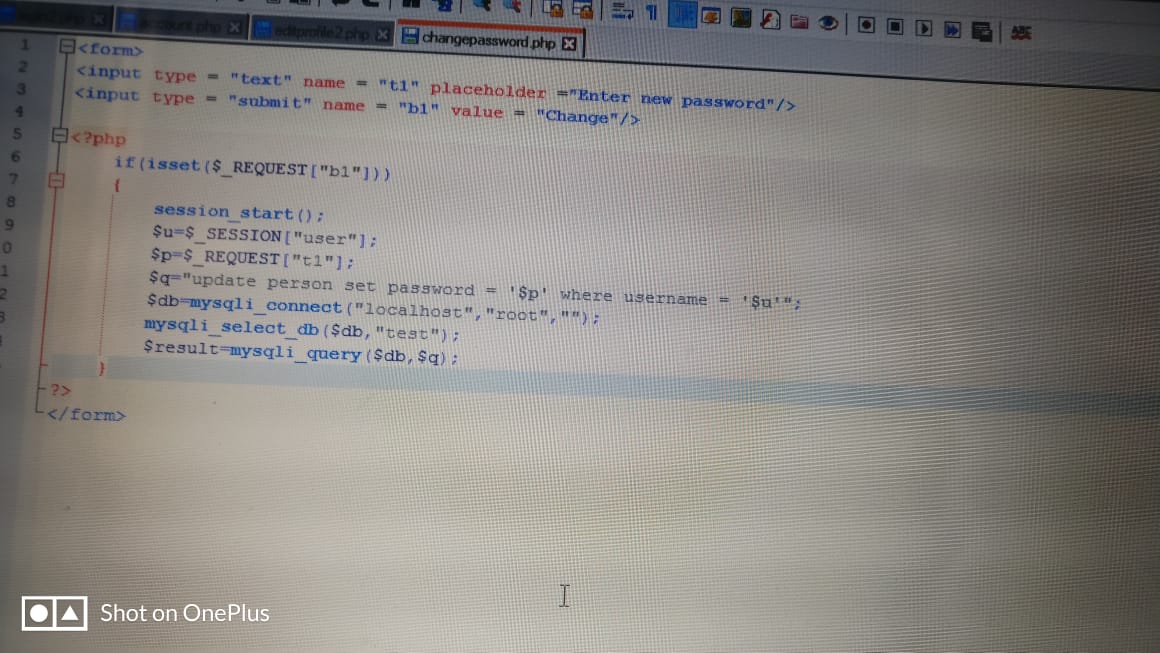 account.php editprofile2.php changepassword.php
ABC
1 <form>
2 <input type = "text" name = "t1" placeholder ="Enter new password"/>
3 <input type = "submit" name = "b1" value = "Change"/>
4
5 <?php
6 if(isset($_REQUEST["b1"]))
7 {
8 session_start();
9 $u=$_SESSION["user"];
0 $p=$_REQUEST["t1"];
1 $q="update person set password = '$p' where username = '$u'";
2 $db=mysqli_connect("localhost","root","");
3 mysqli_select_db($db,"test");
$result=mysqli_query($db,$q);
}
?>
</form>
Shot on OnePlus